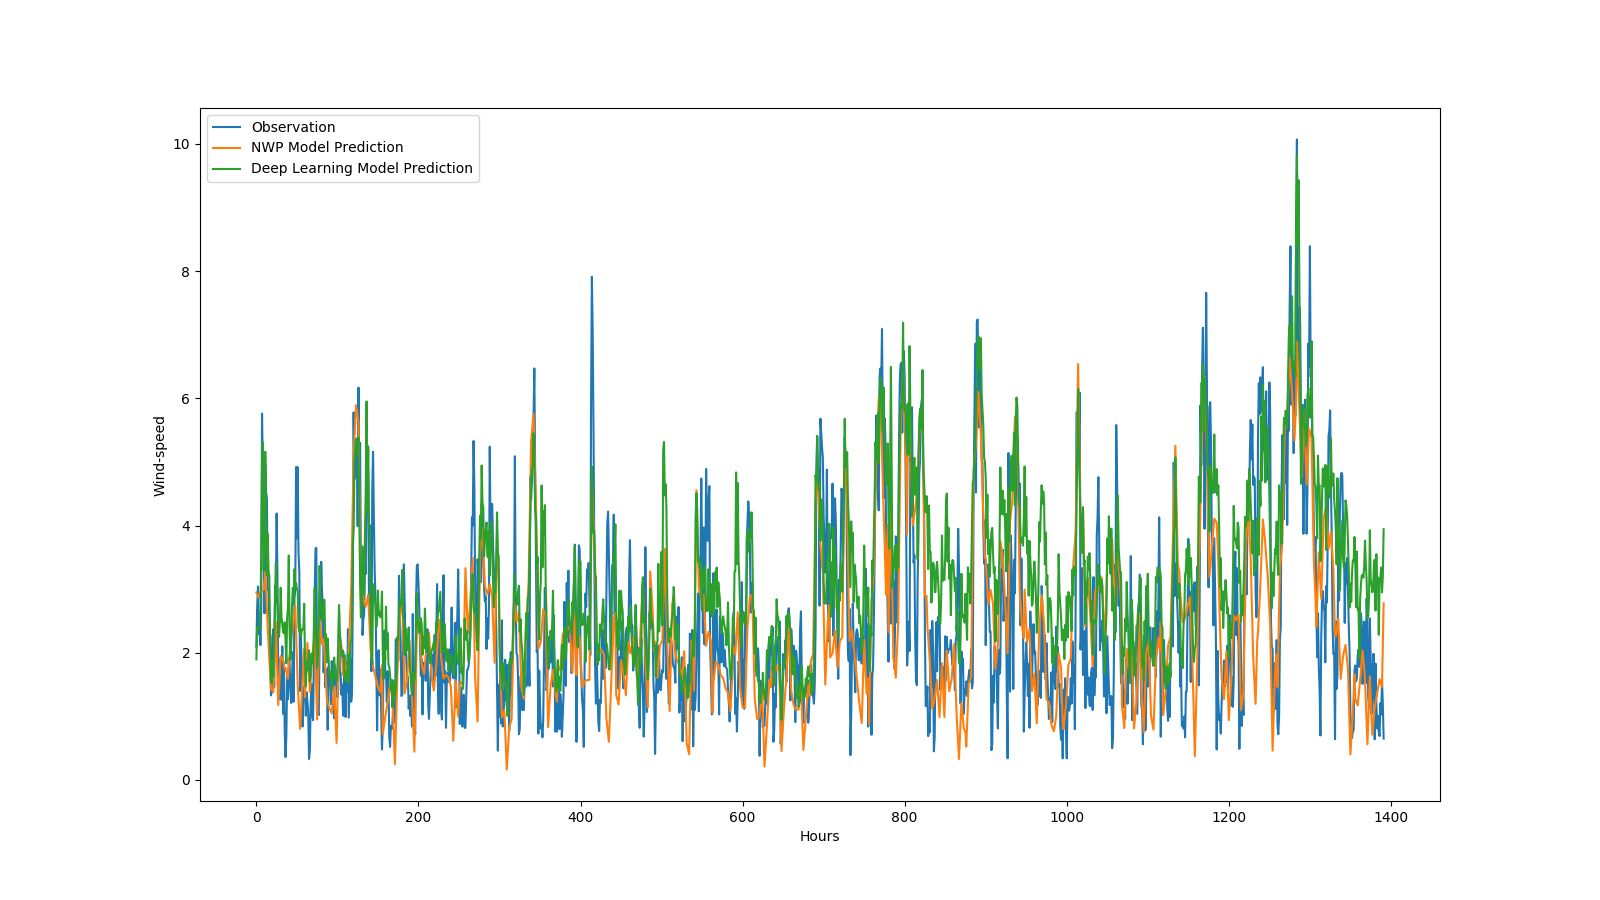 Observation
NWP Model Prediction
Deep Learning Model Prediction
10
8
6
4
2
0
Wind-speed
0 200 400 600 800 1000 1200 1400
Hours